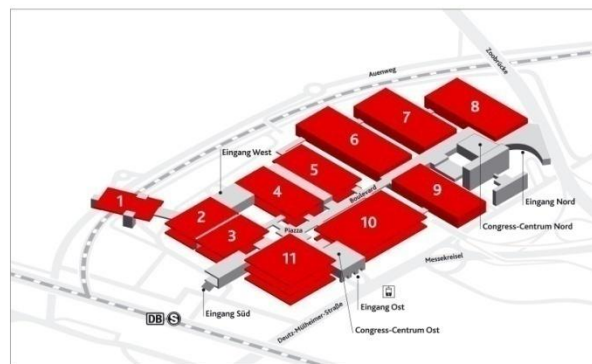 Zoobrücke
Auenweg
8
7
6
Eingang West
5
Boulevard
9
1
4
2
3
Piazza
10
Eingang Nord
Congress-Centrum Nord
Messekreisel
11
Eingang Ost
Eingang Süd
DB S
Deutz-Mülheimer-Straße
Congress-Centrum Ost